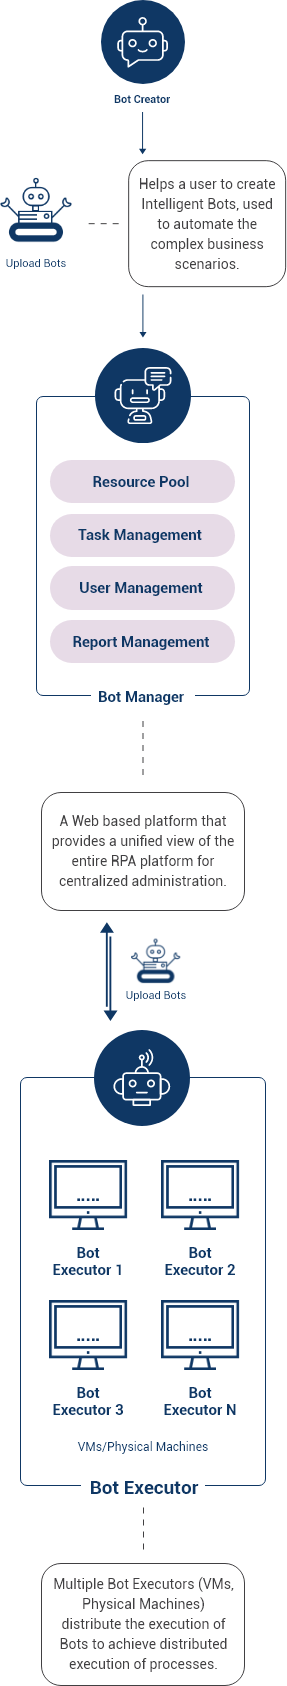 Bot Creator
Helps a user to create
Intelligent Bots, used
to automate the
complex business
scenarios.
Upload Bots
Resource Pool
Task Management
User Management
Report Management
Bot Manager
A Web based platform that
provides a unified view of the
entire RPA platform for
centralized administration.
Upload Bots
Bot
Executor 1
Bot
Executor 2
Bot
Executor 3
Bot
Executor N
VMs/Physical Machines
Bot Executor
Multiple Bot Executors (VMs,
Physical Machines)
distribute the execution of
Bots to achieve distributed
execution of processes.